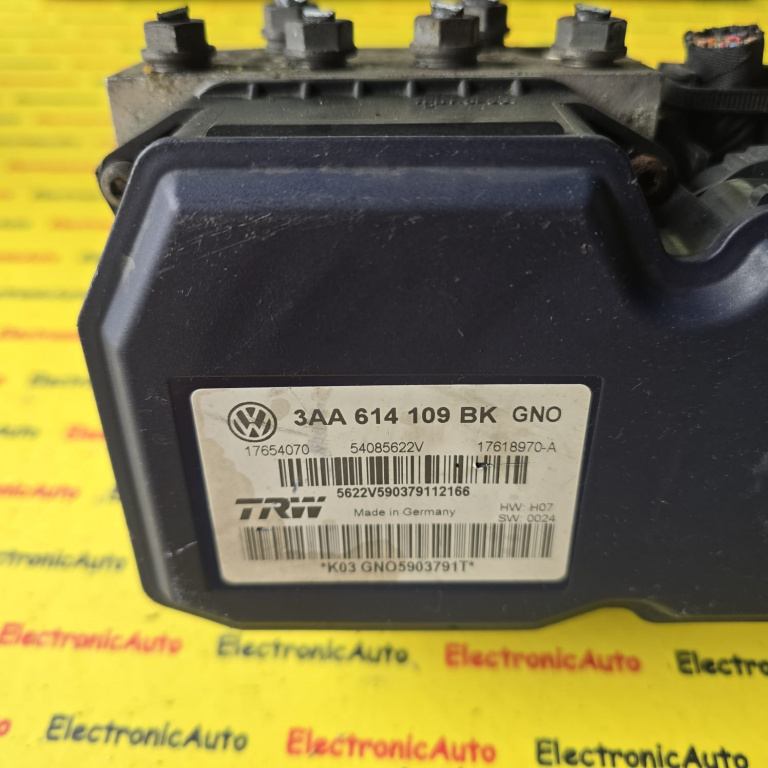 3AA 614 109 BK GNO
17654070 54085622V 17618970-A
5622V590379112166
TRW Made in Germany HW: H07
SW: 0024
*K03 GNO5903791T*
ElectronicAuto
ElectronicAuto ElectronicAuto ElectronicAuto
ElectronicAuto ElectronicAuto ElectronicAuto